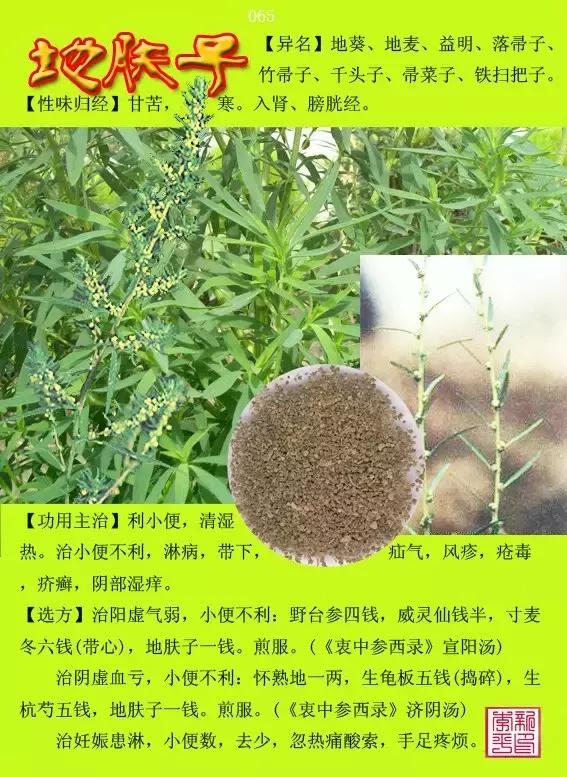 065
地肤子
【异名】地葵、地麦、益明、落帚子、
竹帚子、千头子、帚菜子、铁扫把子。
【性味归经】甘苦，寒。入肾、膀胱经。
【功用主治】利小便，清湿
热。治小便不利，淋病，带下，疝气，风疹，疮毒
，疥癣，阴部湿痒。
【选方】治阳虚气弱，小便不利：野台参四钱，威灵仙钱半，寸麦
冬六钱(带心)，地肤子一钱。煎服。(《衷中参西录》宣阳汤)
治阴虚血亏，小便不利：怀熟地一两，生龟板五钱(捣碎)，生
杭芍五钱，地肤子一钱。煎服。(《衷中参西录》济阴汤)
治妊娠患淋，小便数，去少，忽热痛酸索，手足疼烦。